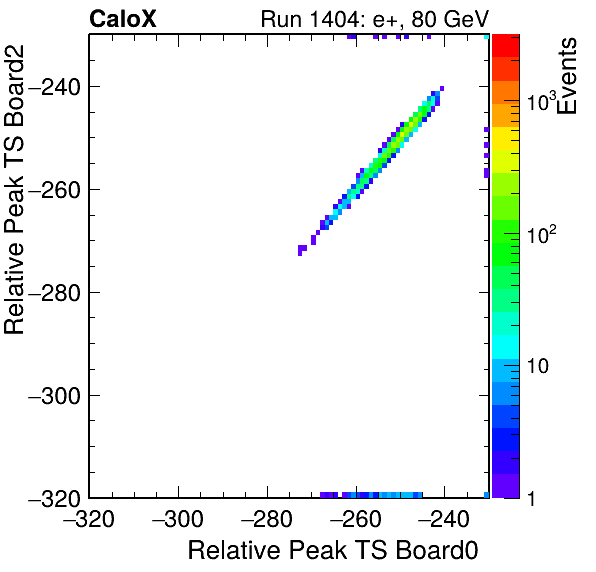 CaloX Run 1404: e+, 80 GeV
Events
Relative Peak TS Board2
−240
−260
−280
−300
−320
10³
10²
10
1
−320 −300 −280 −260 −240
Relative Peak TS Board0